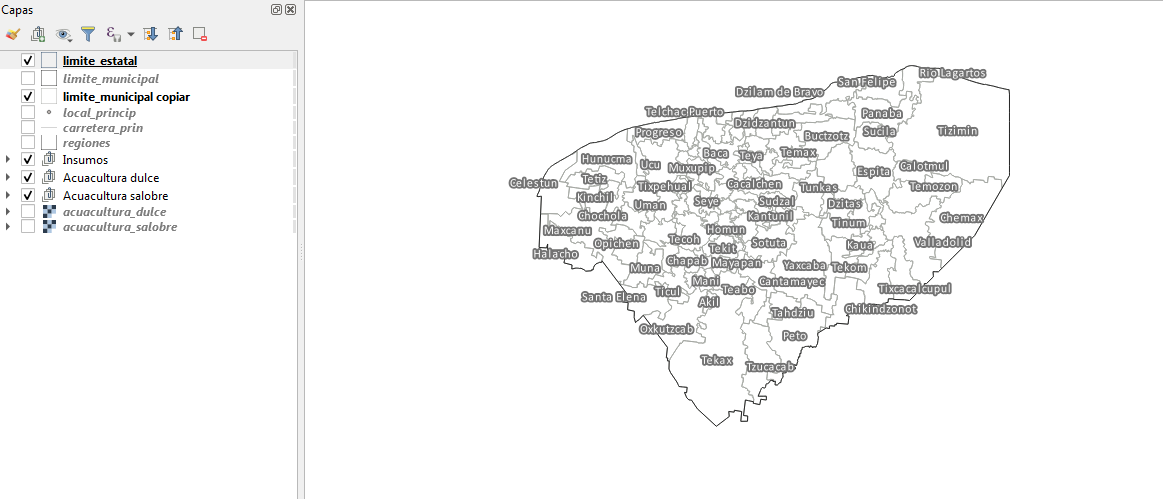 Capas
limite_estatal
limite_municipal
limite_municipal copiar
local_princip
carretera_prin
regiones
Insumos
Acuacultura dulce
Acuacultura salobre
acuacultura_dulce
acuacultura_salobre
Rio Lagartos
San Felipe
Dzilam de Bravo
Telchac Puerto
Panaba
Dzidzantun
Progreso
Sucila
Tizimin
Buctzotz
Baca
Teya
Temax
Hunucma
Ucu
Muxupip
Calotmul
Espita
Celestun
Tetiz
Tixpehual
Cacalchen
Tunkas
Temozon
Kinchil
Uman
Seye
Sudzal
Dzitas
Chochola
Kantunil
Chemax
Tinum
Maxcanu
Homun
Opichen
Tecoh
Sotuta
Kaua
Valladolid
Halacho
Tekit
Muna
Chapab
Mayapan
Yaxcaba
Tekom
Mani
Cantamayec
Santa Elena
Ticul
Teabo
Tixcacalcupul
Akil
Chikindzonot
Tahdziu
Oxkutzcab
Peto
Tekax
Tzucacab